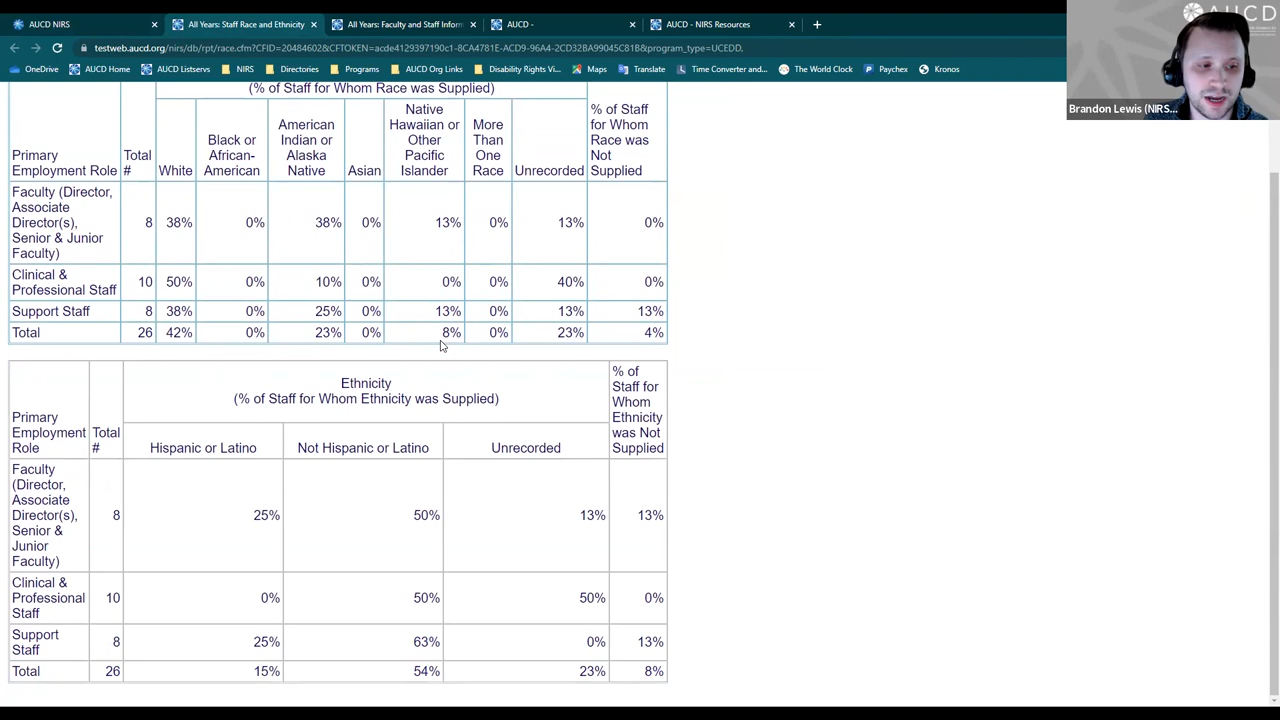 AUCD NIRS
All Years: Staff Race and Ethnicity
All Years: Faculty and Staff Inform
AUCD -
AUCD - NIRS Resources
testweb.aucd.org/nirs/db/rpt/race.cfm?CFID=20484602&CFTOKEN=acde4129397190c1-8CA4781E-ACD9-96A4-2CD32BA99045C81B&program_type=UCEDD,
OneDrive
AUCD Home
AUCD Listservs
NIRS
Directories
Programs
AUCD Org Links
Disability Rights Vi...
Maps
Translate
Time Converter and...
The World Clock
Paychex
Kronos
AUCD
Brandon Lewis (NIRS...
(% of Staff for Whom Race was Supplied)
Primary
Employment Role
Total
#
White
Black or
African-
American
American
Indian or
Alaska
Native
Asian
Native
Hawaiian or
Other
Pacific
Islander
More
Than
One
Race
Unrecorded
% of Staff
for Whom
Race was
Not
Supplied
Faculty (Director,
Associate
Director(s),
Senior & Junior
Faculty)
8 38% 0% 38% 0% 13% 0% 13% 0%
Clinical &
Professional Staff
10 50% 0% 10% 0% 0% 0% 40% 0%
Support Staff 8 38% 0% 25% 0% 13% 0% 13% 13%
Total 26 42% 0% 23% 0% 8% 0% 23% 4%
Primary
Employment
Role
Total
#
Ethnicity
(% of Staff for Whom Ethnicity was Supplied)
Hispanic or Latino
Not Hispanic or Latino
Unrecorded
% of
Staff for
Whom
Ethnicity
was Not
Supplied
Faculty
(Director,
Associate
Director(s),
Senior &
Junior
Faculty)
8 25% 50% 13% 13%
Clinical &
Professional
Staff
10 0% 50% 50% 0%
Support
Staff
8 25% 63% 0% 13%
Total 26 15% 54% 23% 8%